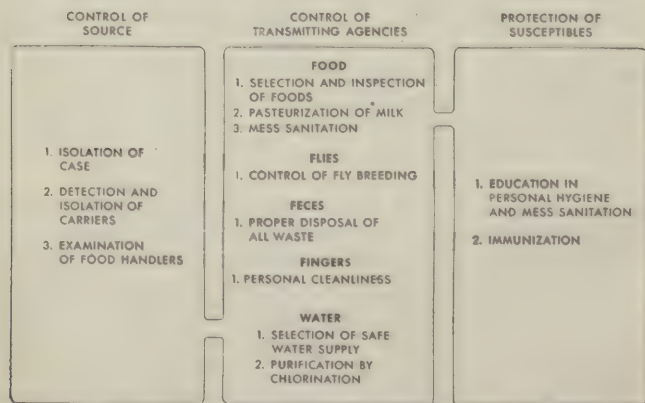 CONTROL OF
SOURCE
1. ISOLATION OF
CASE
2. DETECTION AND
ISOLATION OF
CARRIERS
3. EXAMINATION
OF FOOD HANDLERS
CONTROL OF
TRANSMITTING AGENCIES
FOOD
1. SELECTION AND INSPECTION
OF FOODS
2. PASTEURIZATION OF MILK
3. MESS SANITATION
FLIES
1. CONTROL OF FLY BREEDING
FECES
1. PROPER DISPOSAL OF
ALL WASTE
FINGERS
1. PERSONAL CLEANLINESS
WATER
1. SELECTION OF SAFE
WATER SUPPLY
2. PURIFICATION BY
CHLORINATION
PROTECTION OF
SUSCEPTIBLES
1. EDUCATION IN
PERSONAL HYGIENE
AND MESS SANITATION
2. IMMUNIZATION